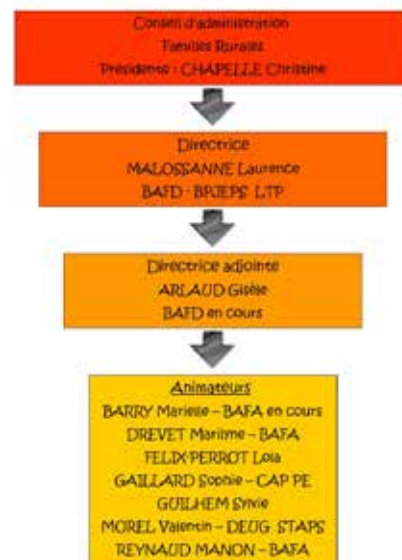 Conseil d'administration
Familles Rurales
Présidente : CHAPELLE Christine
Directrice
MALOSSANNE Laurence
BAFD - BPJEPS LTP
Directrice adjointe
ARLAUD Gisèle
BAFD en cours
Animateurs
BARRY Marielle – BAFA en cours
DREVET Marilme – BAFA
FELIX-PERROT Lola
GAILLARD Sophie – CAP PE
GUILHEM Sylvie
MOREL Valentin – DEUG STAPS
REYNAUD MANON – BAFA